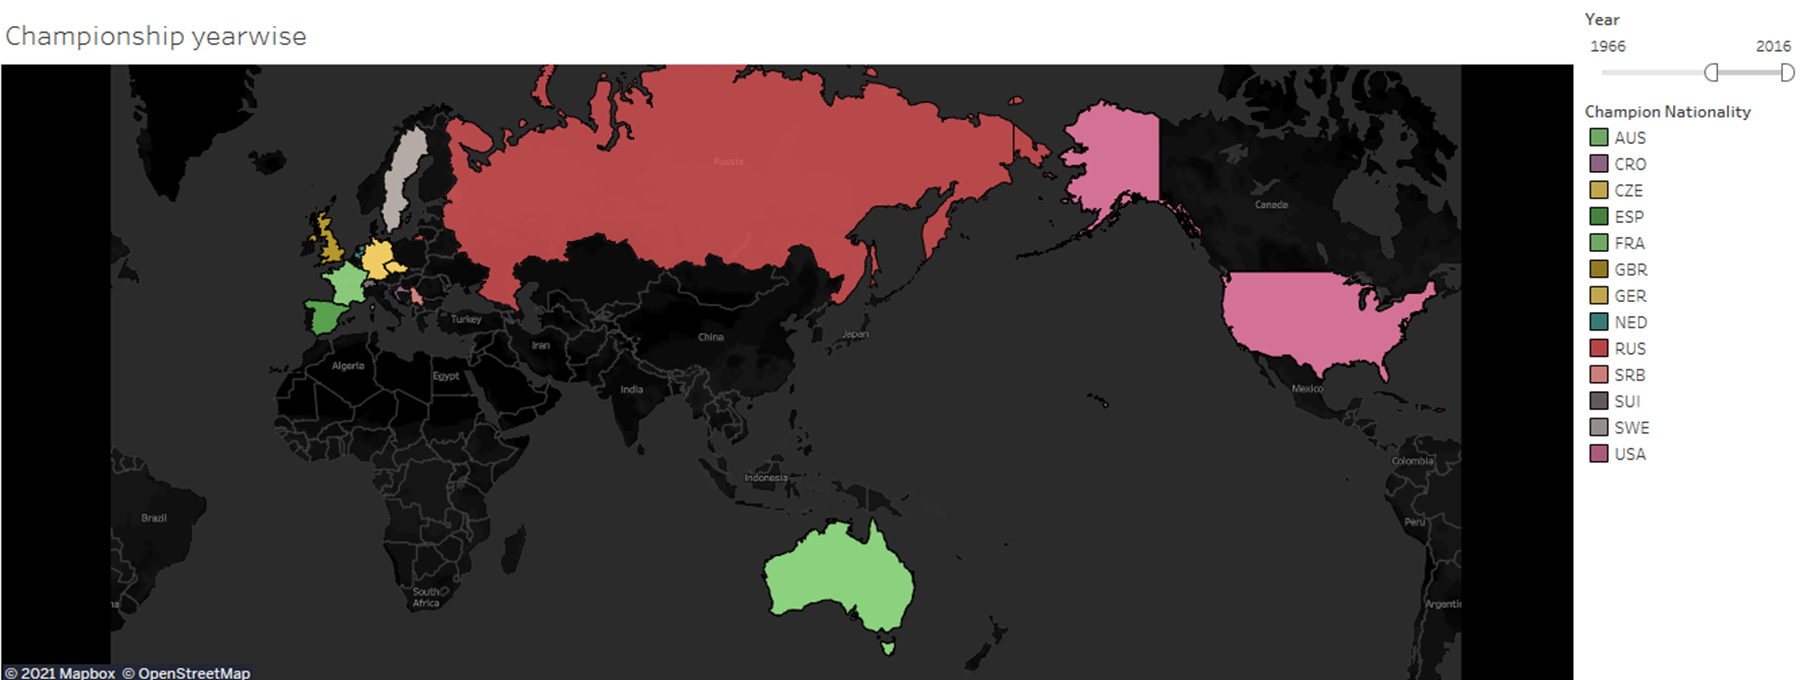 Championship yearwise
Year
1966 2016
Champion Nationality
AUS
CRO
CZE
ESP
FRA
GBR
GER
NED
RUS
SRB
SUI
SWE
USA
Russia
Canada
Turkey
Japan
China
Iran
Algeria
Egypt
India
Mexico
Colombia
Indonesia
Brazil
Peru
South
Africa
Argentin
na
© 2021 Mapbox © OpenStreetMap